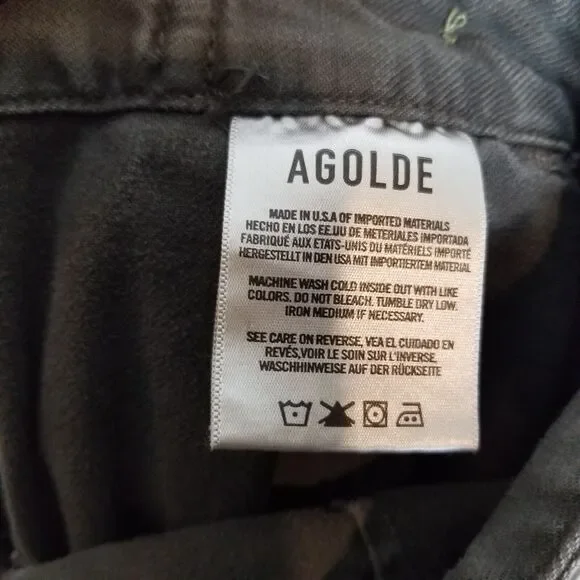 AGOLDE
MADE IN U.S.A OF IMPORTED MATERIALS
HECHO EN LOS EE.UU DE METERIALES IMPORTADA
FABRIQUÉ AUX ETATS-UNIS DU MATÉRIELS IMPORTÉ
HERGESTELLT IN DEN USA MIT IMPORTIERTEM MATERIAL
MACHINE WASH COLD INSIDE OUT WITH LIKE
COLORS. DO NOT BLEACH. TUMBLE DRY LOW.
IRON MEDIUM IF NECESSARY.
SEE CARE ON REVERSE, VEA EL CUIDADO EN
REVÉS,VOIR LE SOIN SUR L'INVERSE.
WASCHHINWEISE AUF DER RÜCKSEITE